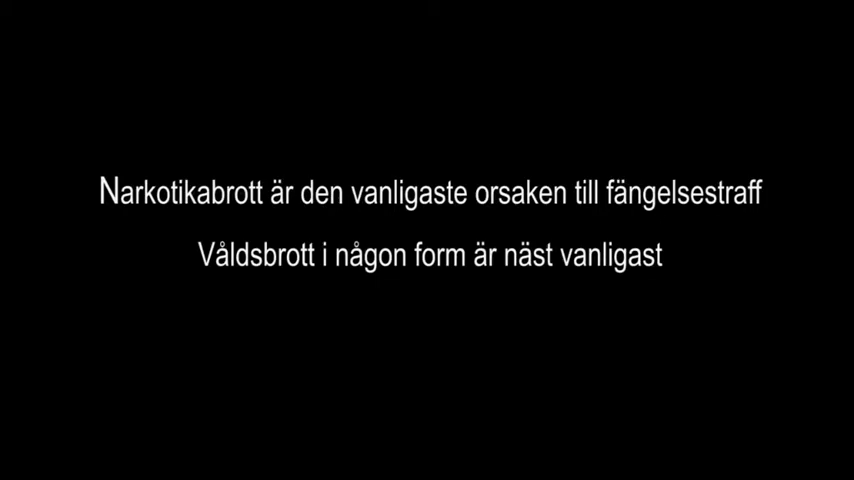 Narkotikabrott är den vanligaste orsaken till fängelsestraff
Våldsbrott i någon form är näst vanligast